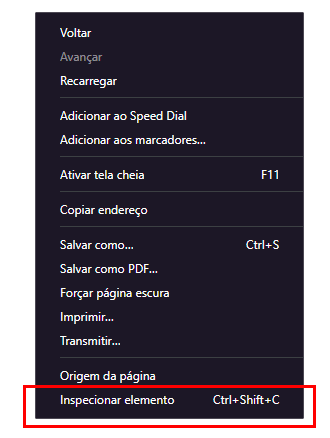 Voltar
Avançar
Recarregar
Adicionar ao Speed Dial
Adicionar aos marcadores...
Ativar tela cheia F11
Copiar endereço
Salvar como... Ctrl+S
Salvar como PDF...
Forçar página escura
Imprimir...
Transmitir...
Origem da página
Inspecionar elemento Ctrl+Shift+C